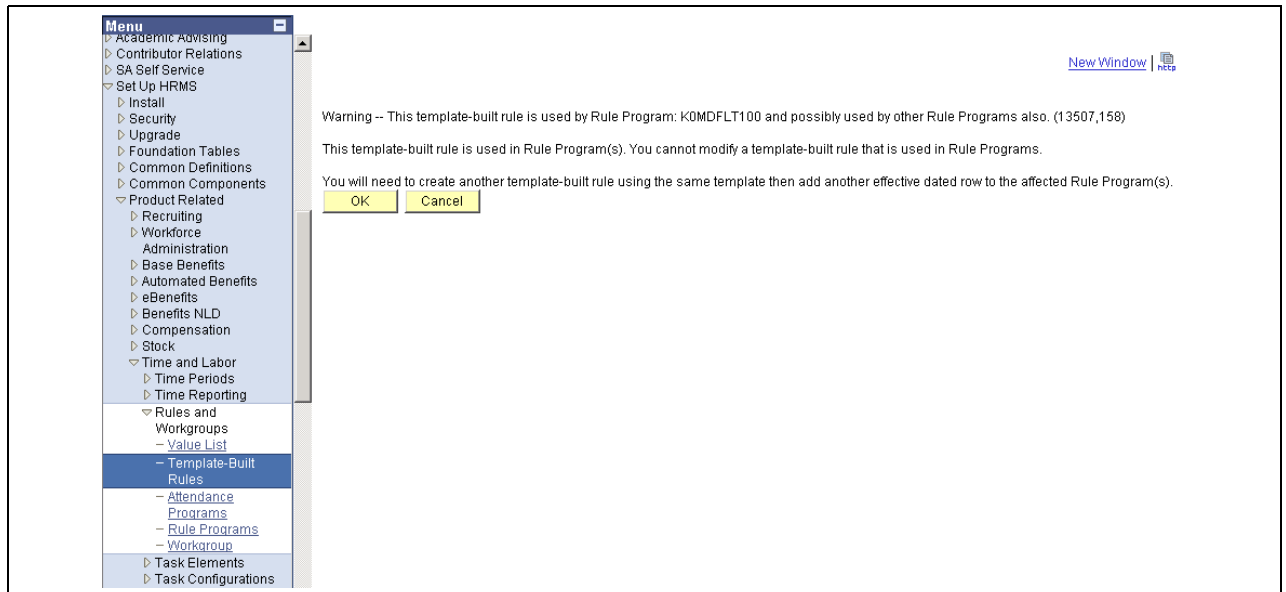 Menu
Academic Advising
Contributor Relations
SA Self Service
Set Up HRMS
Install
Security
Upgrade
Foundation Tables
Common Definitions
Common Components
Product Related
Recruiting
Workforce
Administration
Base Benefits
Automated Benefits
eBenefits
Benefits NLD
Compensation
Stock
Time and Labor
Time Periods
Time Reporting
Rules and
Workgroups
– Value List
– Template-Built
Rules
– Attendance
Programs
– Rule Programs
– Workgroup
Task Elements
Task Configurations
New Window | http
Warning -- This template-built rule is used by Rule Program: K0MDFLT100 and possibly used by other Rule Programs also. (13507,158)
This template-built rule is used in Rule Program(s). You cannot modify a template-built rule that is used in Rule Programs.
You will need to create another template-built rule using the same template then add another effective dated row to the affected Rule Program(s).
OK Cancel